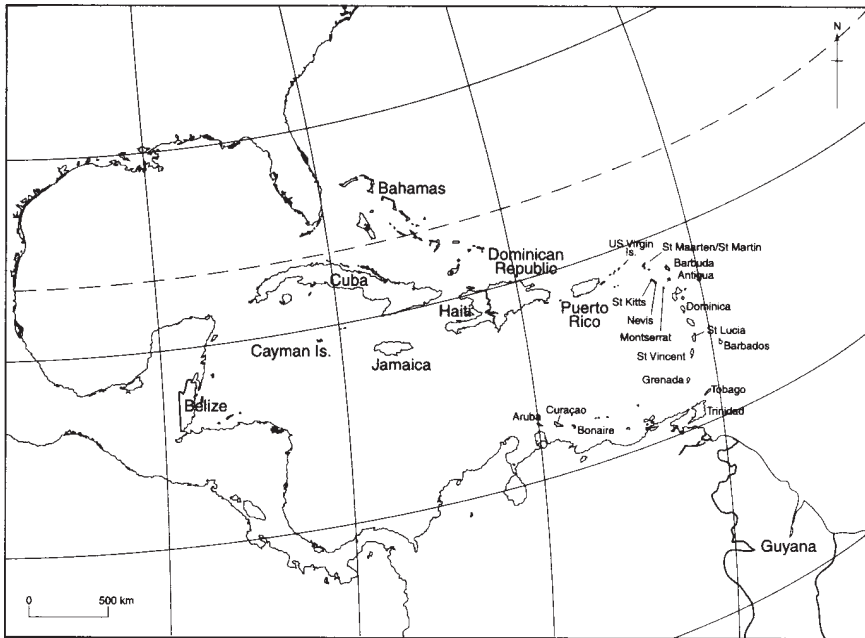 N
Bahamas
US Virgin
Is.
St Maarten/St Martin
Dominican
Republic
Barbuda
Antigua
Cuba
Haiti
Puerto
Rico
St Kitts
Nevis
Montserrat
Dominica
St Lucia
Barbados
Cayman Is.
Jamaica
St Vincent
Grenada
Tobago
Trinidad
Belize
Aruba
Curaçao
Bonaire
Guyana
0 500 km